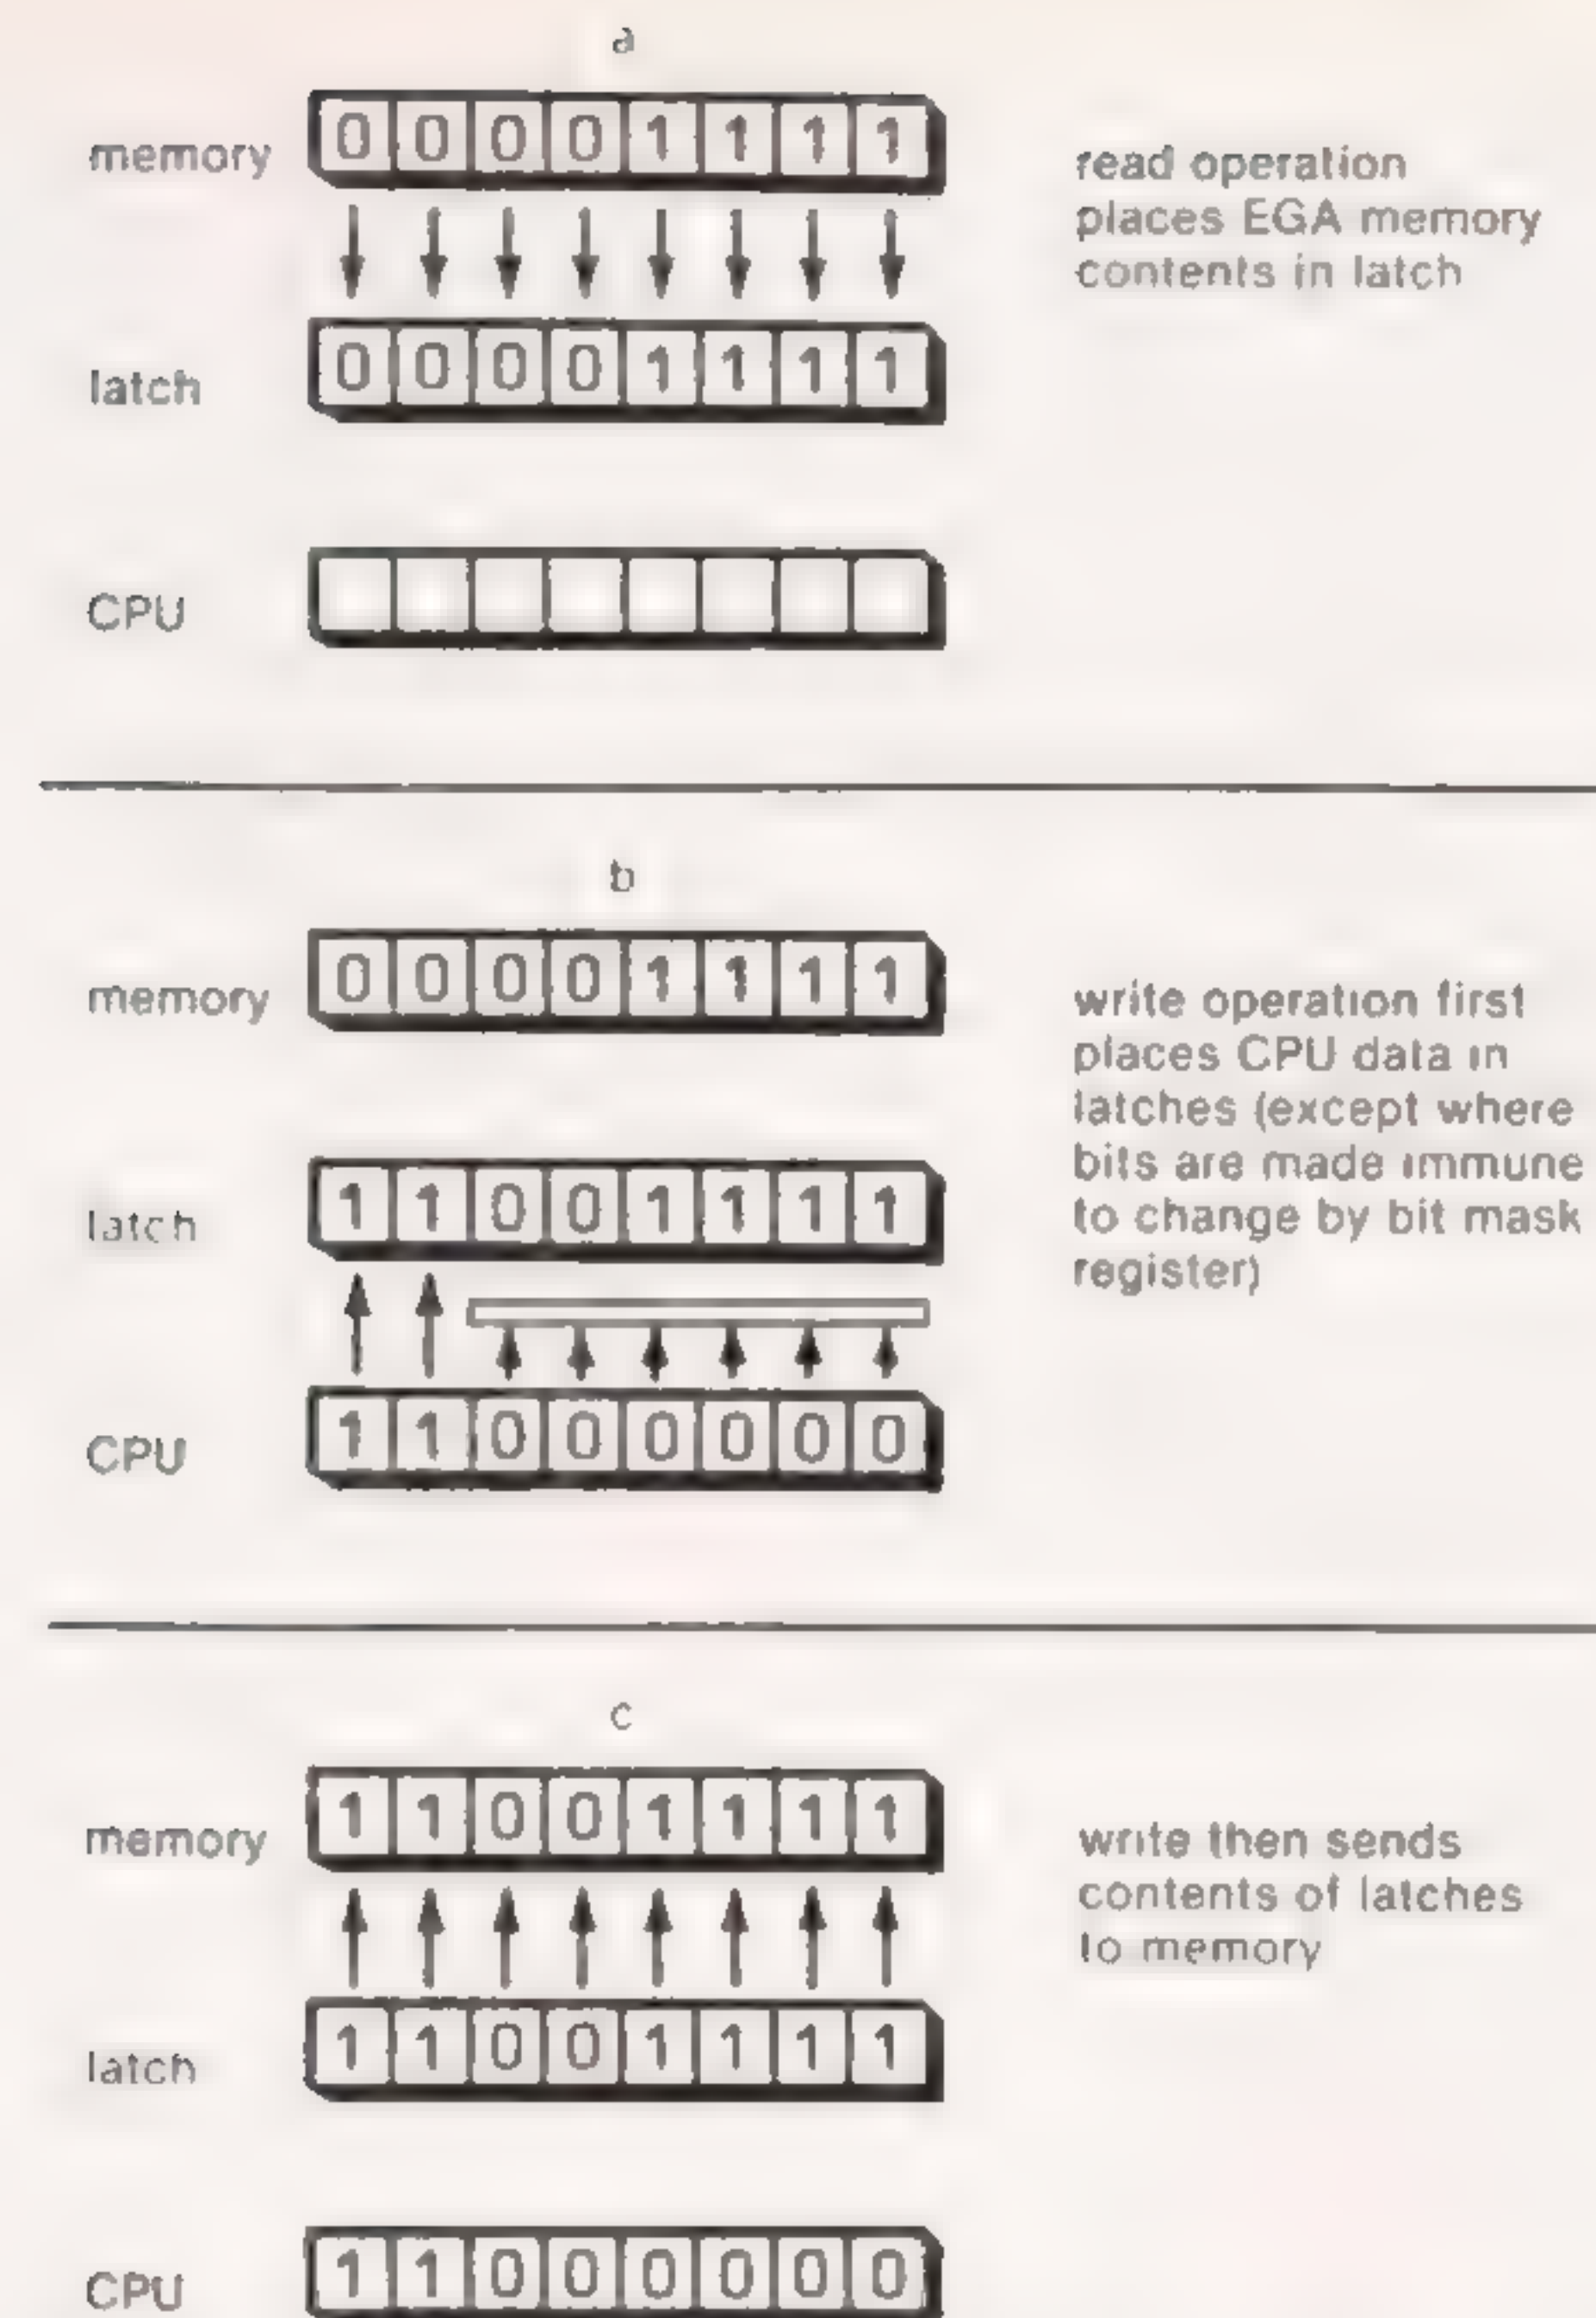 a
memory 0 0 0 0 1 1 1 1
read operation
places EGA memory
contents in latch
latch 0 0 0 0 1 1 1 1
CPU
b
memory 0 0 0 0 1 1 1 1
write operation first
places CPU data in
latches (except where
bits are made immune
to change by bit mask
register)
latch 1 1 0 0 1 1 1 1
CPU 1 1 0 0 0 0 0 0
c
memory 1 1 0 0 1 1 1 1
write then sends
contents of latches
to memory
latch 1 1 0 0 1 1 1 1
CPU 1 1 0 0 0 0 0 0